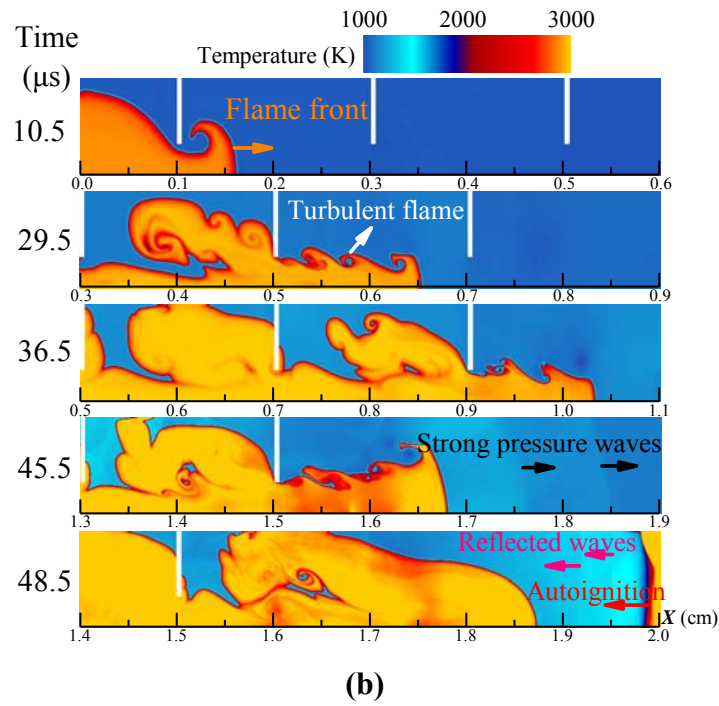 1000 2000 3000
Time
(μs)
Temperature (K)
10.5
Flame front
0.0 0.1 0.2 0.3 0.4 0.5 0.6
29.5
Turbulent flame
0.3 0.4 0.5 0.6 0.7 0.8 0.9
36.5
0.5 0.6 0.7 0.8 0.9 1.0 1.1
45.5
Strong pressure waves
1.3 1.4 1.5 1.6 1.7 1.8 1.9
48.5
Reflected waves
Autoignition
X (cm)
1.4 1.5 1.6 1.7 1.8 1.9 2.0
(b)